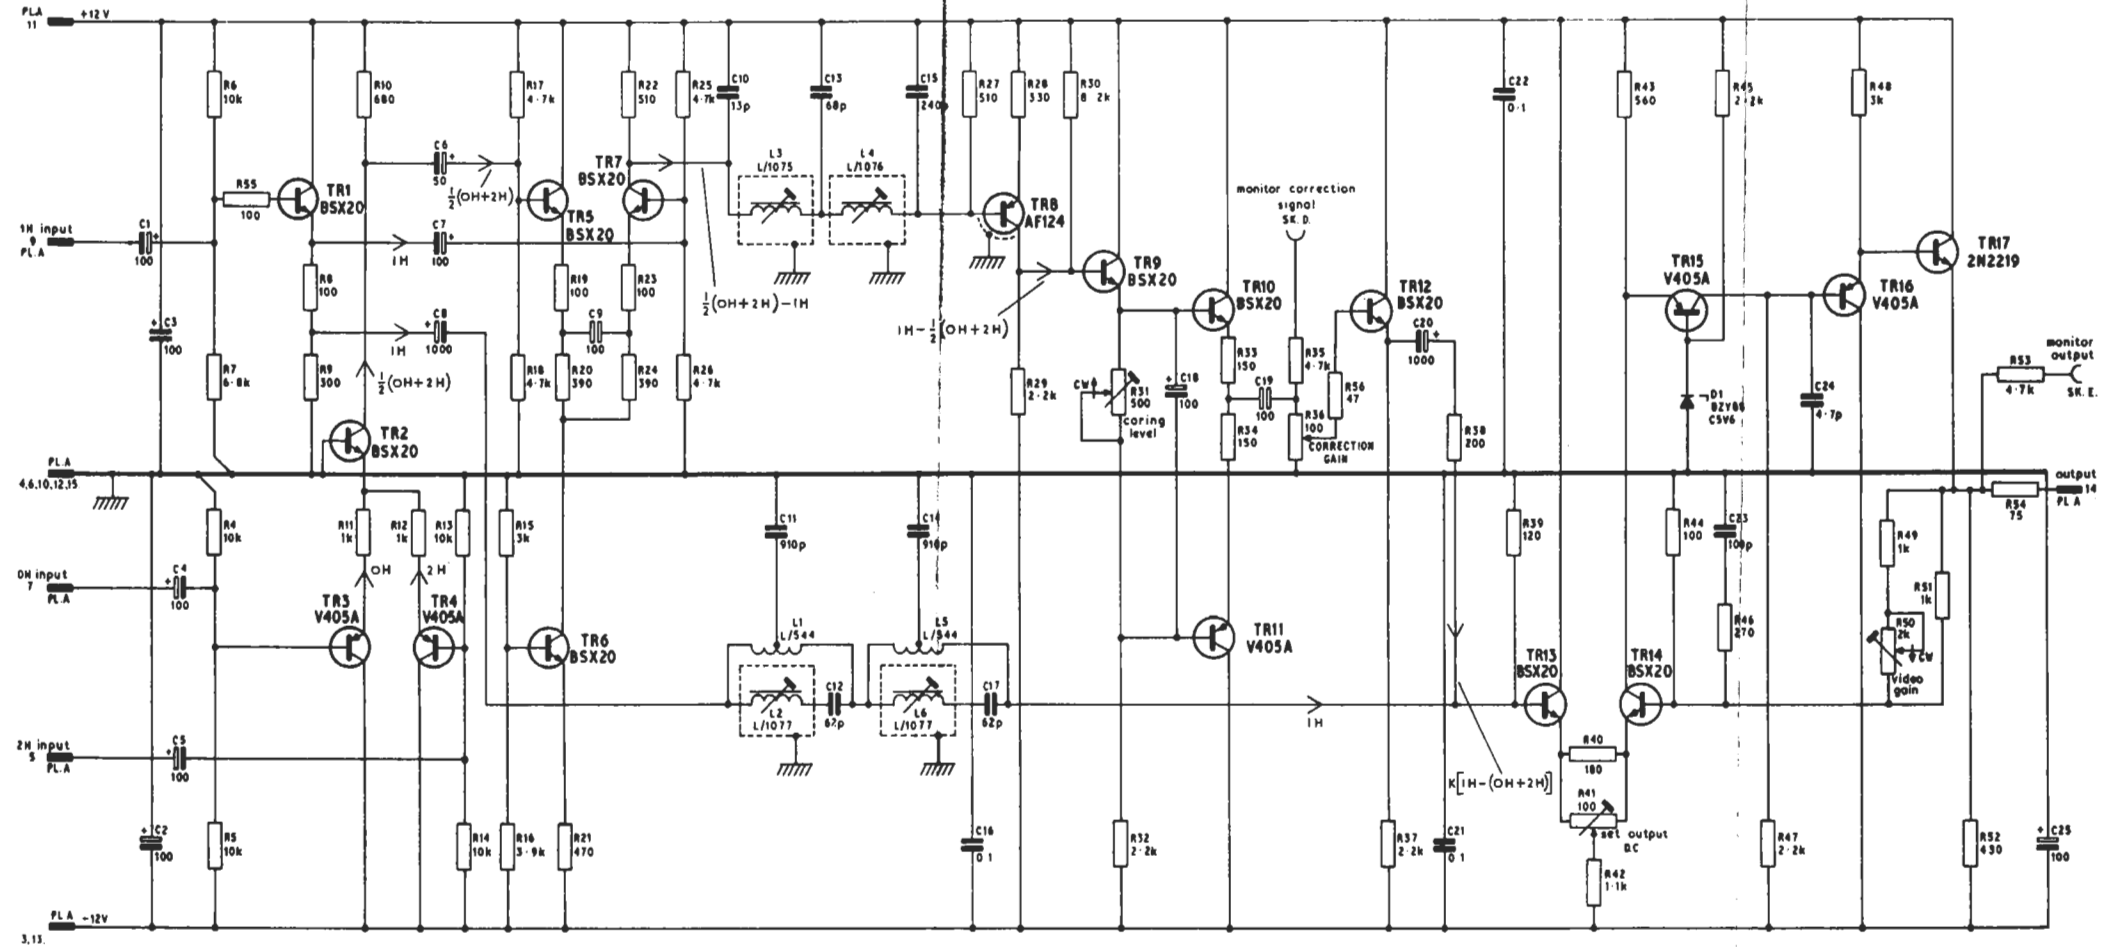 PL.A
11
+12V
R6
10k
R10
680
R17
4·7k
R22
510
R25
4·7k
C10
13p
C13
68p
C15
240
R27
510
R28
330
R30
8 2k
C22
0·1
R43
560
R45
2·2k
R48
3k
C6
50
½(OH+2H)
TR7
BSX20
L3
L/1075
L4
L/1076
R55
100
TR1
BSX20
TR5
BSX20
TR8
AF124
monitor correction
signal
SK.D.
1H input
9
PL.A
C1
100
1H
C7
100
TR9
BSX20
TR10
BSX20
TR12
BSX20
TR15
V405A
TR16
V405A
TR17
2N2219
C3
100
R8
100
1H
C8
1000
R19
100
C9
100
R23
100
½(OH+2H)-1H
1H-½(OH+2H)
C20
1000
R7
6·8k
R9
300
½(OH+2H)
R18
4·7k
R20
390
R24
390
R26
4·7k
R29
2·2k
CW
R31
500
coring
level
C18
100
R33
150
C19
100
R34
150
R35
4·7k
R36
100
CORRECTION
GAIN
R56
47
R38
200
D1
BZY88
C5V6
C24
4·7p
R53
4·7k
monitor
output
SK.E.
TR2
BSX20
PL.A
4,6,10,12,15
output
14
PL A
R54
75
R4
10k
R11
1k
R12
1k
R13
10k
R15
3k
C11
910p
C14
910p
R39
120
R44
100
C23
100p
R49
1k
R51
1k
OH input
7
PL.A
C4
100
OH
2H
TR3
V405A
TR4
V405A
TR6
BSX20
L1
L/544
L5
L/544
TR11
V405A
R46
270
R50
2k
CW
video
gain
L2
L/1077
C12
62p
L6
L/1077
C17
62p
1H
TR13
BSX20
TR14
BSX20
2H input
5
PL.A
C5
100
K[1H-(OH+2H)]
R40
180
R41
100
set output
DC
C2
100
R5
10k
R14
10k
R16
3·9k
R21
470
C16
0 1
R32
2·2k
R37
2·2k
C21
0 1
R42
1·1k
R47
2·2k
R52
430
C25
100
PL A
-12V
3,13.